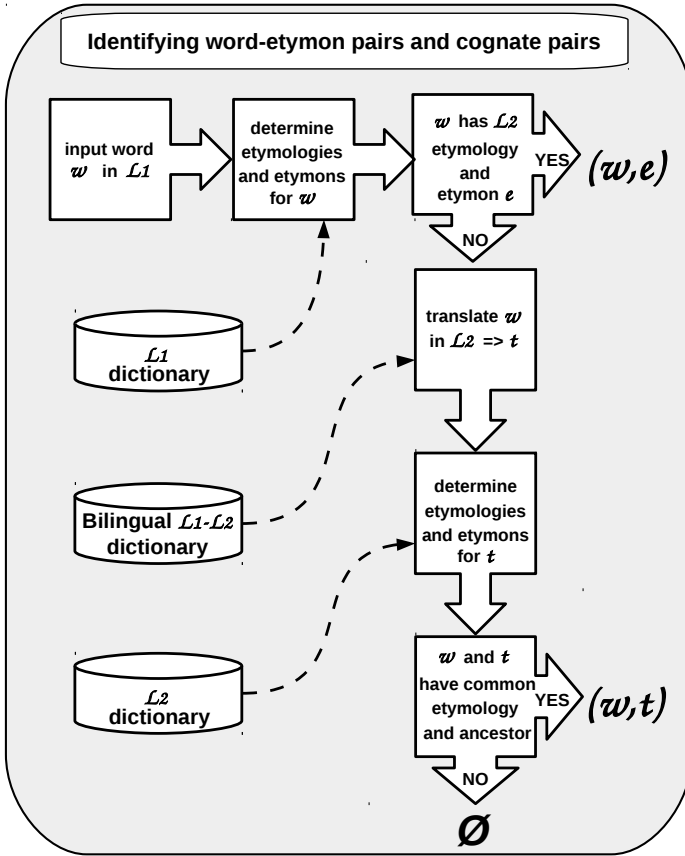 Identifying word-etymon pairs and cognate pairs
input word
w in L1
determine
etymologies
and etymons
for w
w has L2
etymology
and
etymon e
YES
(w,e)
NO
translate w
in L2 => t
L1
dictionary
Bilingual L1-L2
dictionary
determine
etymologies
and etymons
for t
L2
dictionary
w and t
have common
etymology
and ancestor
YES
(w,t)
NO
Ø